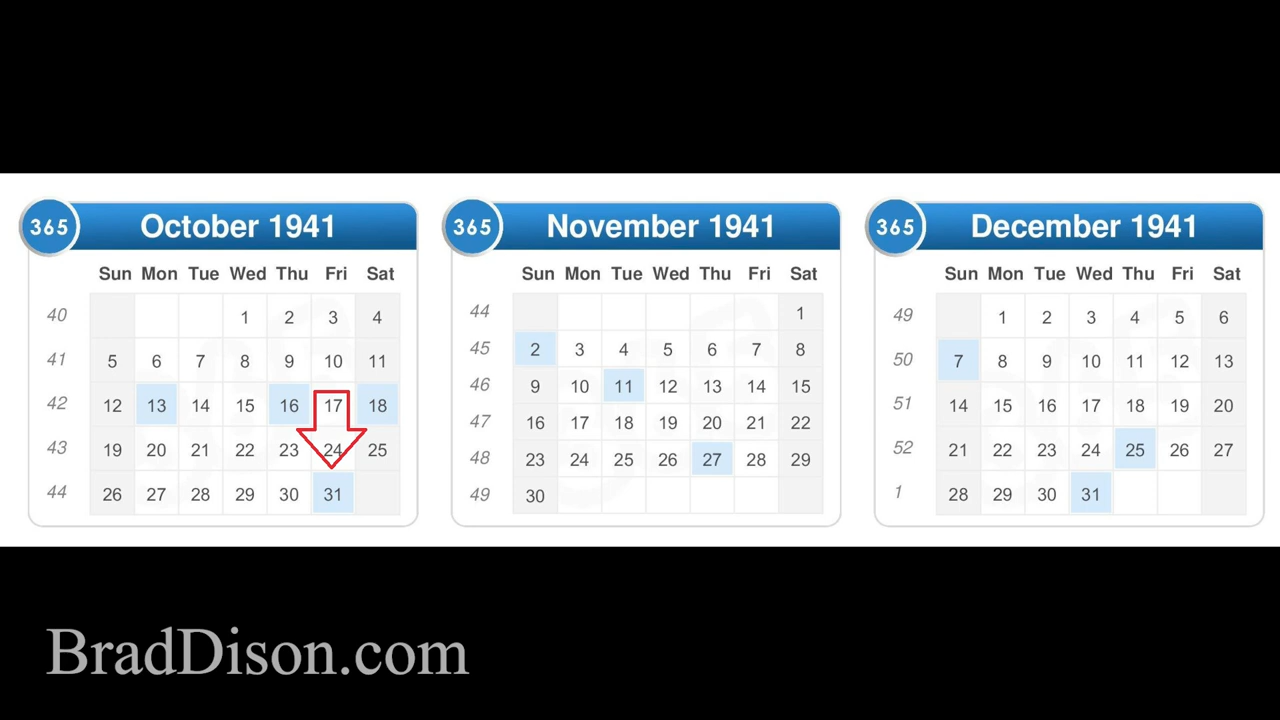 365 October 1941
Sun Mon Tue Wed Thu Fri Sat
40 1 2 3 4
41 5 6 7 8 9 10 11
42 12 13 14 15 16 17 18
43 19 20 21 22 23 24 25
44 26 27 28 29 30 31
365 November 1941
Sun Mon Tue Wed Thu Fri Sat
44 1
45 2 3 4 5 6 7 8
46 9 10 11 12 13 14 15
47 16 17 18 19 20 21 22
48 23 24 25 26 27 28 29
49 30
365 December 1941
Sun Mon Tue Wed Thu Fri Sat
49 1 2 3 4 5 6
50 7 8 9 10 11 12 13
51 14 15 16 17 18 19 20
52 21 22 23 24 25 26 27
1 28 29 30 31
BradDison.com